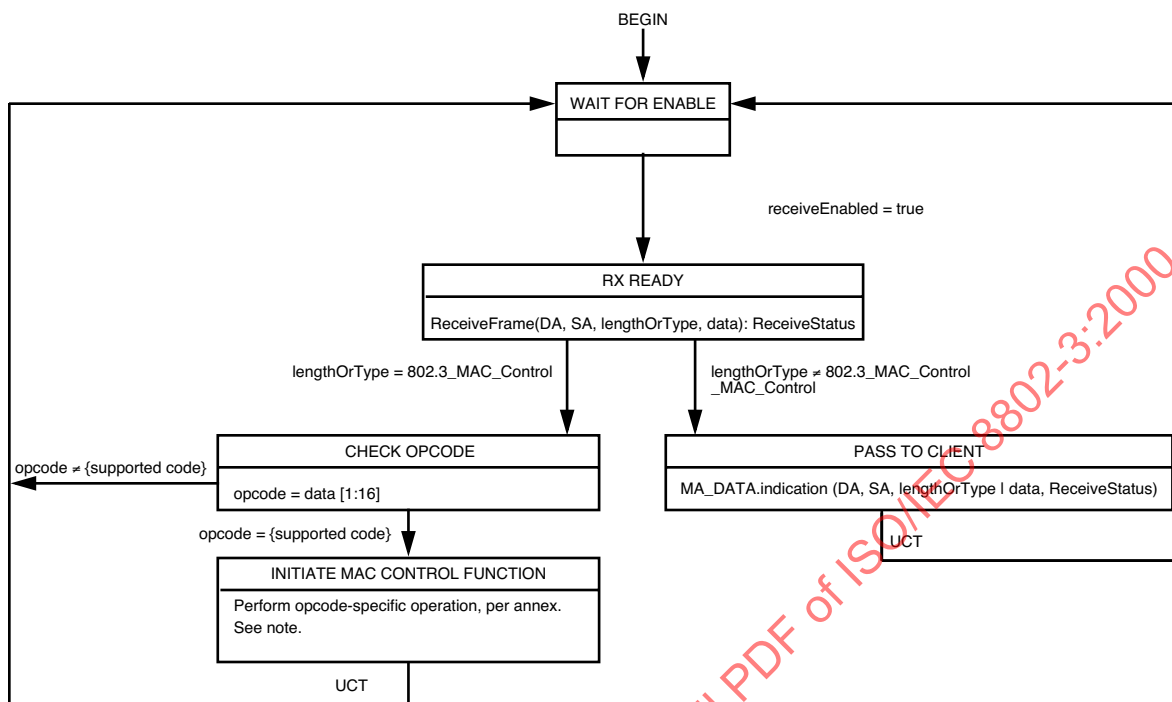 BEGIN
WAIT FOR ENABLE
receiveEnabled = true
RX READY
ReceiveFrame(DA, SA, lengthOrType, data): ReceiveStatus
lengthOrType = 802.3_MAC_Control
lengthOrType ≠ 802.3_MAC_Control
_MAC_Control
CHECK OPCODE
opcode = data [1:16]
opcode ≠ {supported code}
PASS TO CLIENT
MA_DATA.indication (DA, SA, lengthOrType | data, ReceiveStatus)
UCT
opcode = {supported code}
INITIATE MAC CONTROL FUNCTION
Perform opcode-specific operation, per annex.
See note.
UCT
PDF of ISO/IEC 8802-3:2000